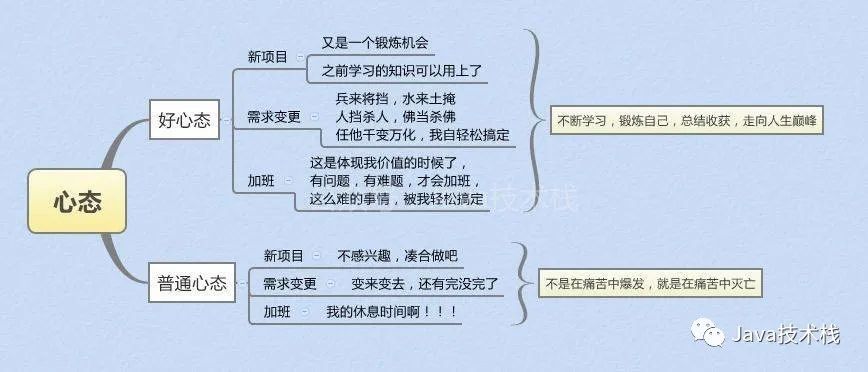 心态
好心态
新项目
又是一个锻炼机会
之前学习的知识可以用上了
需求变更
兵来将挡，水来土掩
人挡杀人，佛当杀佛
任他千变万化，我自轻松搞定
加班
这是体现我价值的时候了，
有问题，有难题，才会加班，
这么难的事情，被我轻松搞定
不断学习，锻炼自己，总结收获，走向人生巅峰
普通心态
新项目
不感兴趣，凑合做吧
需求变更
变来变去，还有完没完了
加班
我的休息时间啊！！！
不是在痛苦中爆发，就是在痛苦中灭亡
技术栈
Java技术栈